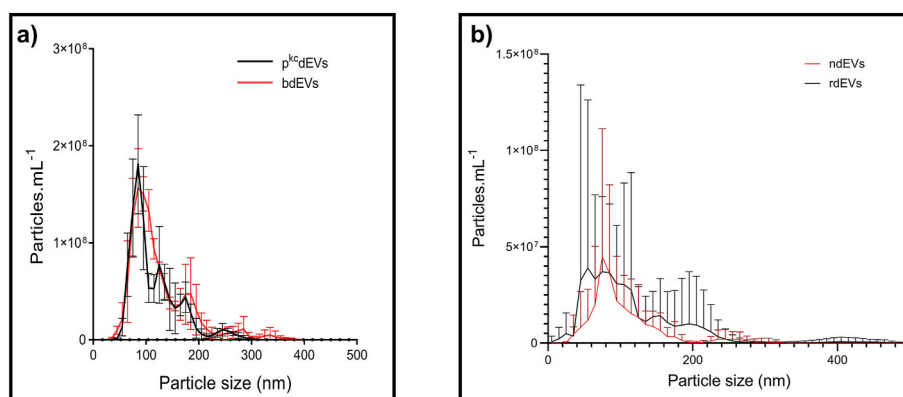 a)
3×10⁸
2×10⁸
1×10⁸
0
Particles.mL⁻¹
p^kc dEVs
bdEVs
0 100 200 300 400 500
Particle size (nm)
b)
1.5×10⁸
1×10⁸
5×10⁷
0
Particles.mL⁻¹
ndEVs
rdEVs
0 200 400
Particle size (nm)